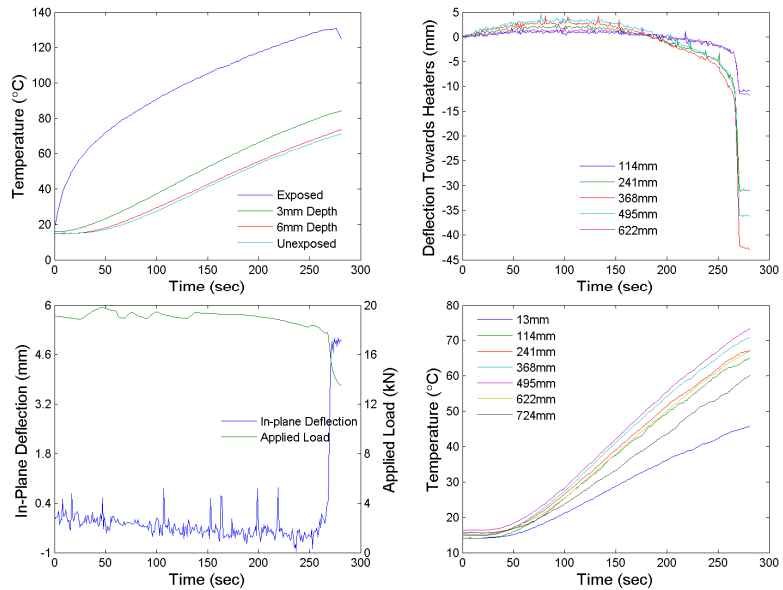 140
120
100
80
60
40
20
0
0
50
100
150
200
250
300
Temperature (°C)
Time (sec)
Exposed
3mm Depth
6mm Depth
Unexposed
5
0
-5
-10
-15
-20
-25
-30
-35
-40
-45
0
50
100
150
200
250
300
Deflection Towards Heaters (mm)
Time (sec)
114mm
241mm
368mm
495mm
622mm
6
4.6
3.2
1.8
0.4
-1
20
16
12
8
4
0
0
50
100
150
200
250
300
In-Plane Deflection (mm)
Applied Load (kN)
Time (sec)
In-plane Deflection
Applied Load
80
70
60
50
40
30
20
10
0
50
100
150
200
250
300
Temperature (°C)
Time (sec)
13mm
114mm
241mm
368mm
495mm
622mm
724mm